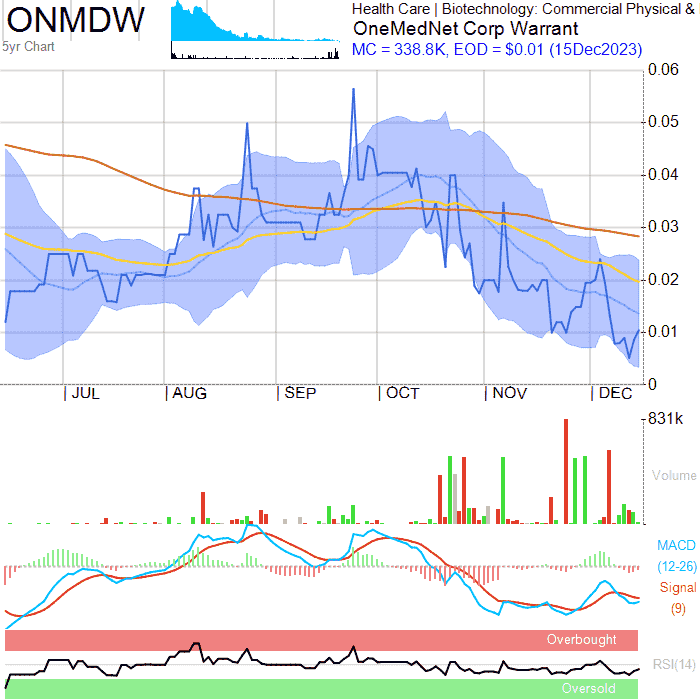 ONMDW
5yr Chart
Health Care | Biotechnology: Commercial Physical &
OneMedNet Corp Warrant
MC = 338.8K, EOD = $0.01 (15Dec2023)
0.06
0.05
0.04
0.03
0.02
0.01
0
JUL AUG SEP OCT NOV DEC
831k
Volume
MACD
(12-26)
Signal
(9)
Overbought
RSI(14)
Oversold